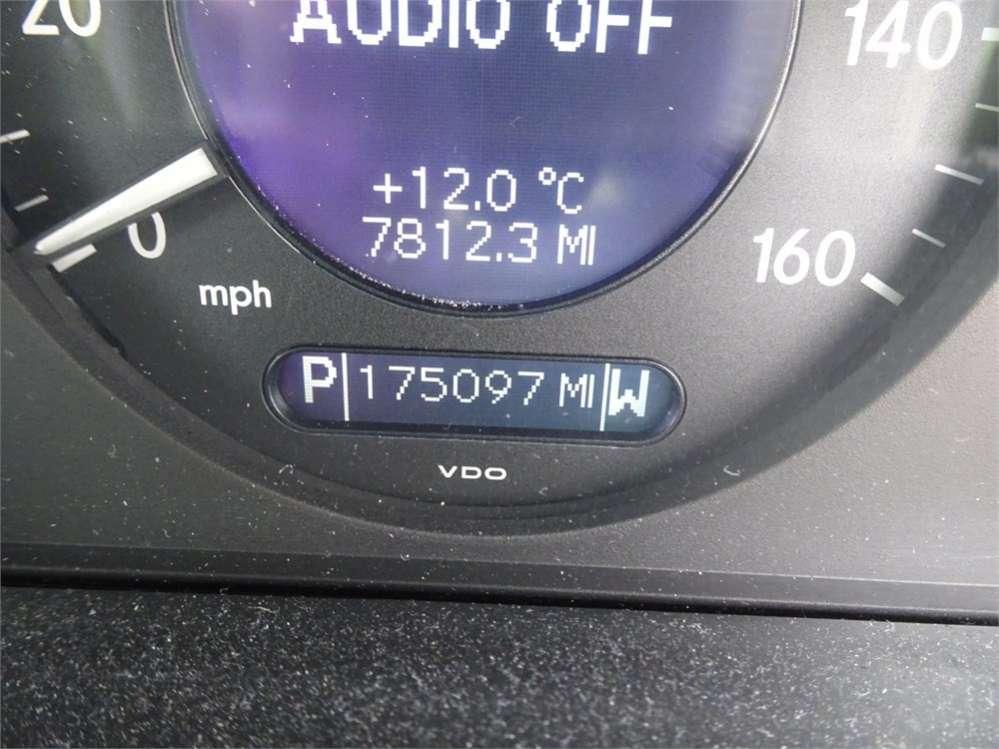 20
AUDIO OFF
140
+12.0 °C
0
7812.3 MI
160
mph
P 175097 MI W
VDO